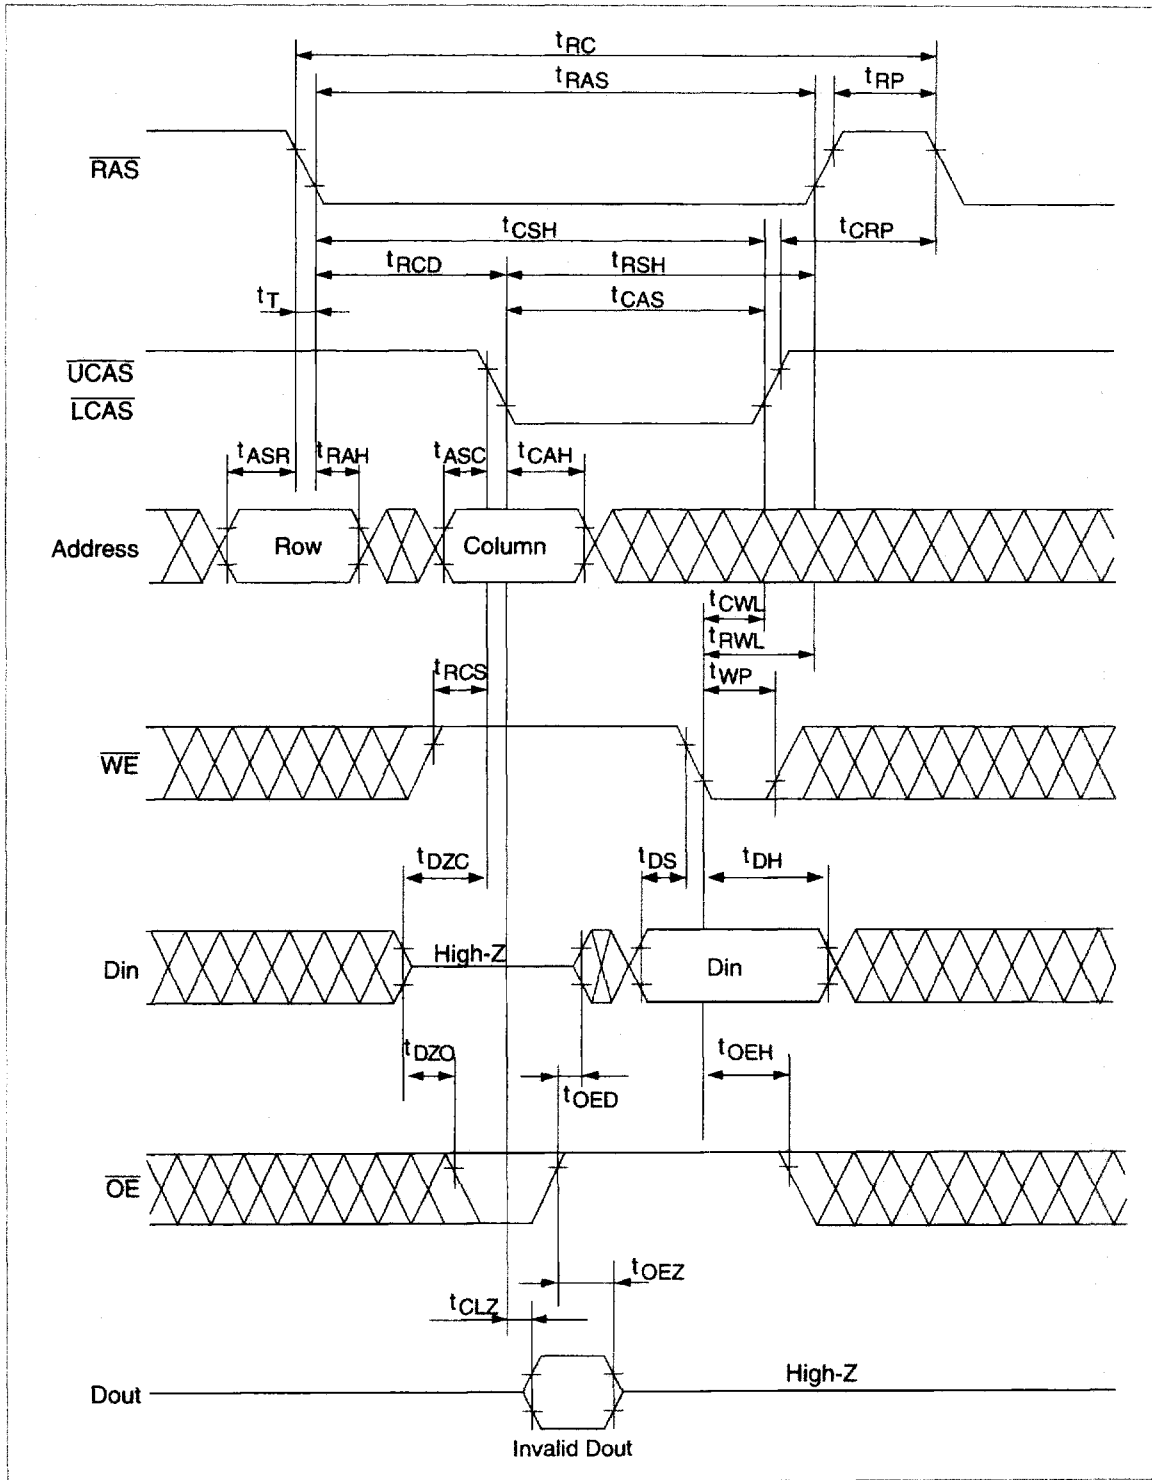 tRC
tRAS
tRP
RAS
tCSH
tCRP
tRCD
tRSH
tT
tCAS
UCAS
LCAS
tASR
tRAH
tASC
tCAH
Address
Row
Column
tCWL
tRWL
tRCS
tWP
WE
tDZC
tDS
tDH
Din
High-Z
Din
tDZO
tOED
tOEH
OE
tOEZ
tCLZ
Dout
High-Z
Invalid Dout